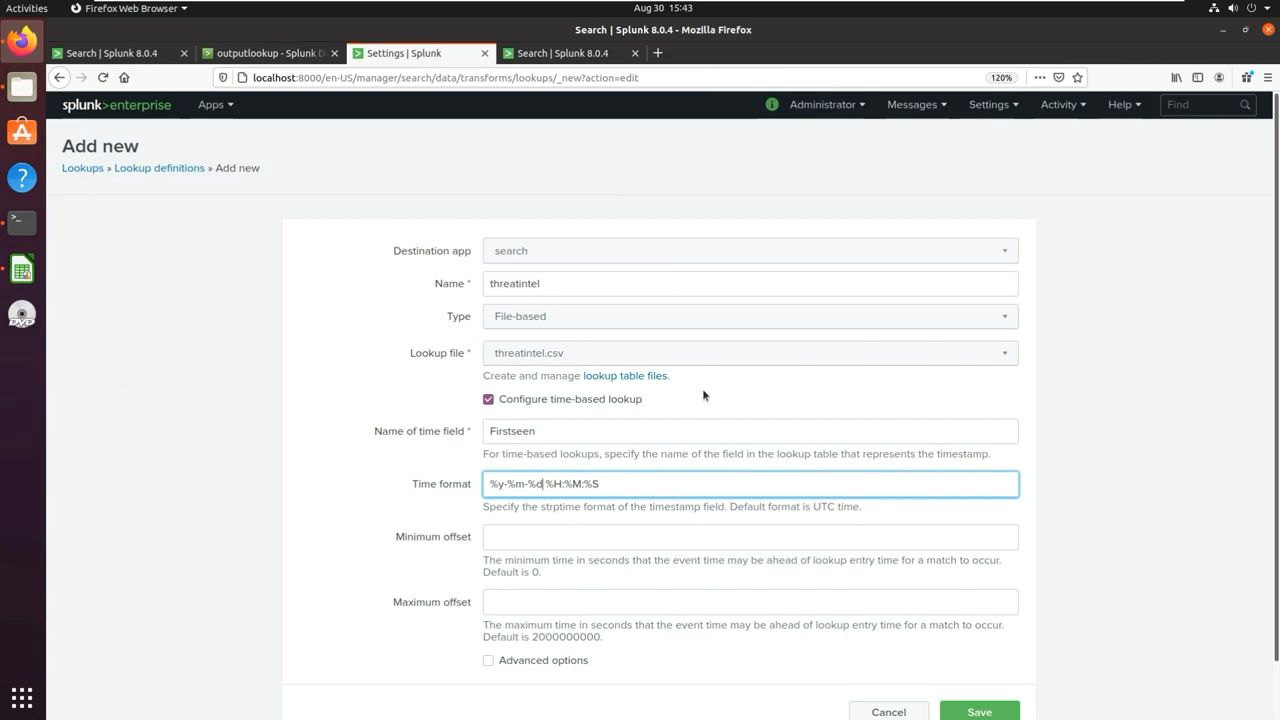 Activities
Firefox Web Browser
Aug 30 15:43
Search | Splunk 8.0.4 - Mozilla Firefox
Search | Splunk 8.0.4
outputlookup - Splunk D
Settings | Splunk
Search | Splunk 8.0.4
localhost:8000/en-US/manager/search/data/transforms/lookups/_new?action=edit
120%
splunk>enterprise
Apps
Administrator
Messages
Settings
Activity
Help
Find
Add new
Lookups » Lookup definitions » Add new
Destination app
search
Name *
threatintel
Type
File-based
Lookup file *
threatintel.csv
Create and manage lookup table files.
Configure time-based lookup
Name of time field *
Firstseen
For time-based lookups, specify the name of the field in the lookup table that represents the timestamp.
Time format
%y-%m-%d %H:%M:%S
Specify the strptime format of the timestamp field. Default format is UTC time.
Minimum offset
The minimum time in seconds that the event time may be ahead of lookup entry time for a match to occur.
Default is 0.
Maximum offset
The maximum time in seconds that the event time may be ahead of lookup entry time for a match to occur.
Default is 2000000000.
Advanced options
Cancel
Save
DVD